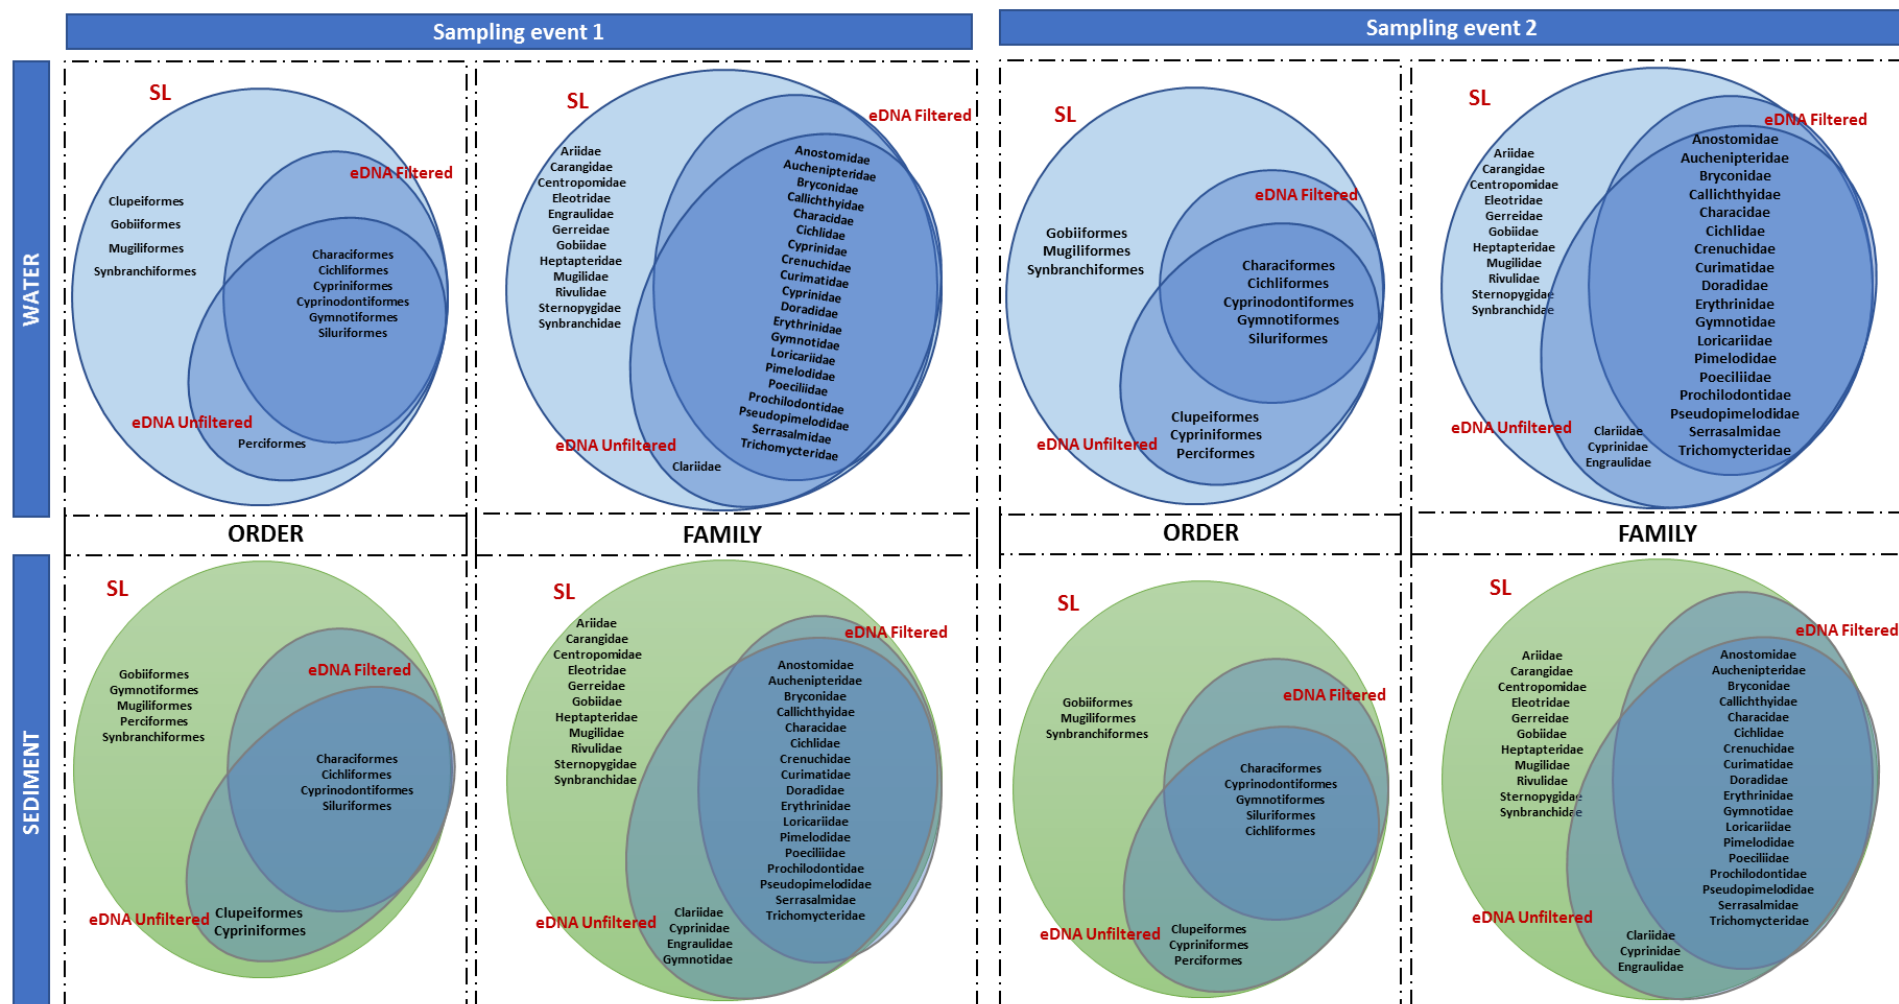 Sampling event 1
Sampling event 2
WATER
SL
eDNA Filtered
Clupeiformes
Gobiiformes
Mugiliformes
Synbranchiformes
Characiformes
Cichliformes
Cypriniformes
Cyprinodontiformes
Gymnotiformes
Siluriformes
eDNA Unfiltered
Perciformes
SL
eDNA Filtered
Ariidae
Carangidae
Centropomidae
Eleotridae
Engraulidae
Gerreidae
Gobiidae
Heptapteridae
Mugilidae
Rivulidae
Sternopygidae
Synbranchidae
Anostomidae
Auchenipteridae
Bryconidae
Callichthyidae
Characidae
Cichlidae
Cyprinidae
Crenuchidae
Curimatidae
Cyprinidae
Doradidae
Erythrinidae
Gymnotidae
Loricariidae
Pimelodidae
Poeciliidae
Prochilodontidae
Pseudopimelodidae
Serrasalmidae
Trichomycteridae
eDNA Unfiltered
Clariidae
SL
eDNA Filtered
Gobiiformes
Mugiliformes
Synbranchiformes
Characiformes
Cichliformes
Cyprinodontiformes
Gymnotiformes
Siluriformes
eDNA Unfiltered
Clupeiformes
Cypriniformes
Perciformes
SL
eDNA Filtered
Ariidae
Carangidae
Centropomidae
Eleotridae
Gerreidae
Gobiidae
Heptapteridae
Mugilidae
Rivulidae
Sternopygidae
Synbranchidae
Anostomidae
Auchenipteridae
Bryconidae
Callichthyidae
Characidae
Cichlidae
Crenuchidae
Curimatidae
Doradidae
Erythrinidae
Gymnotidae
Loricariidae
Pimelodidae
Poeciliidae
Prochilodontidae
Pseudopimelodidae
Serrasalmidae
Trichomycteridae
eDNA Unfiltered
Clariidae
Cyprinidae
Engraulidae
ORDER
FAMILY
ORDER
FAMILY
SEDIMENT
SL
eDNA Filtered
Gobiiformes
Gymnotiformes
Mugiliformes
Perciformes
Synbranchiformes
Characiformes
Cichliformes
Cyprinodontiformes
Siluriformes
eDNA Unfiltered
Clupeiformes
Cypriniformes
SL
eDNA Filtered
Ariidae
Carangidae
Centropomidae
Eleotridae
Gerreidae
Gobiidae
Heptapteridae
Mugilidae
Rivulidae
Sternopygidae
Synbranchidae
Anostomidae
Auchenipteridae
Bryconidae
Callichthyidae
Characidae
Cichlidae
Crenuchidae
Curimatidae
Doradidae
Erythrinidae
Loricariidae
Pimelodidae
Poeciliidae
Prochilodontidae
Pseudopimelodidae
Serrasalmidae
Trichomycteridae
eDNA Unfiltered
Clariidae
Cyprinidae
Engraulidae
Gymnotidae
SL
eDNA Filtered
Gobiiformes
Mugiliformes
Synbranchiformes
Characiformes
Cyprinodontiformes
Gymnotiformes
Siluriformes
Cichliformes
eDNA Unfiltered
Clupeiformes
Cypriniformes
Perciformes
SL
eDNA Filtered
Ariidae
Carangidae
Centropomidae
Eleotridae
Gerreidae
Gobiidae
Heptapteridae
Mugilidae
Rivulidae
Sternopygidae
Synbranchidae
Anostomidae
Auchenipteridae
Bryconidae
Callichthyidae
Characidae
Cichlidae
Crenuchidae
Curimatidae
Doradidae
Erythrinidae
Gymnotidae
Loricariidae
Pimelodidae
Poeciliidae
Prochilodontidae
Pseudopimelodidae
Serrasalmidae
Trichomycteridae
eDNA Unfiltered
Clariidae
Cyprinidae
Engraulidae